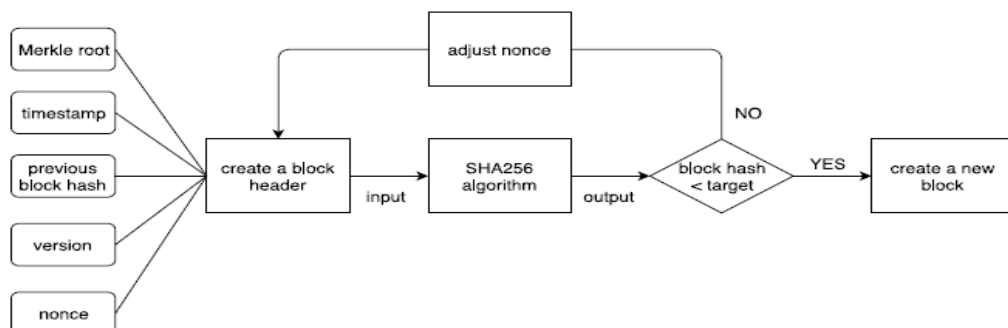 Merkle root
timestamp
previous
block hash
version
nonce
create a block
header
adjust nonce
input
SHA256
algorithm
output
block hash
< target
NO
YES
create a new
block